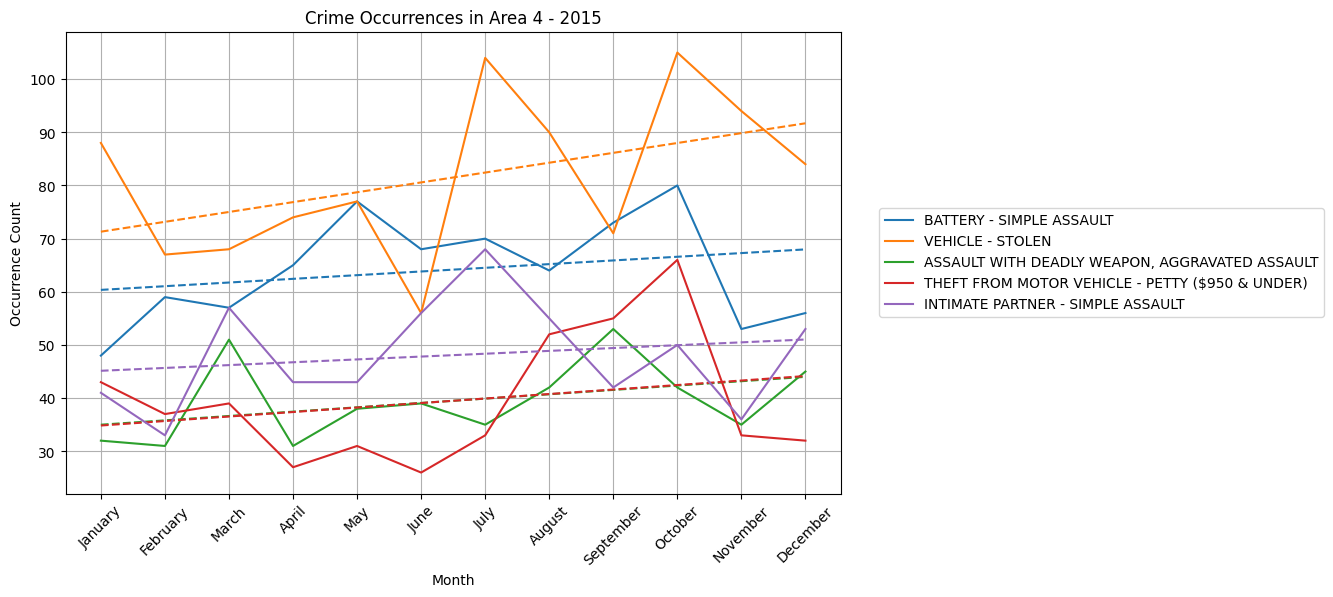 Crime Occurrences in Area 4 - 2015
Occurrence Count
100
90
80
70
60
50
40
30
January
February
March
April
May
June
July
August
September
October
November
December
Month
BATTERY - SIMPLE ASSAULT
VEHICLE - STOLEN
ASSAULT WITH DEADLY WEAPON, AGGRAVATED ASSAULT
THEFT FROM MOTOR VEHICLE - PETTY ($950 & UNDER)
INTIMATE PARTNER - SIMPLE ASSAULT